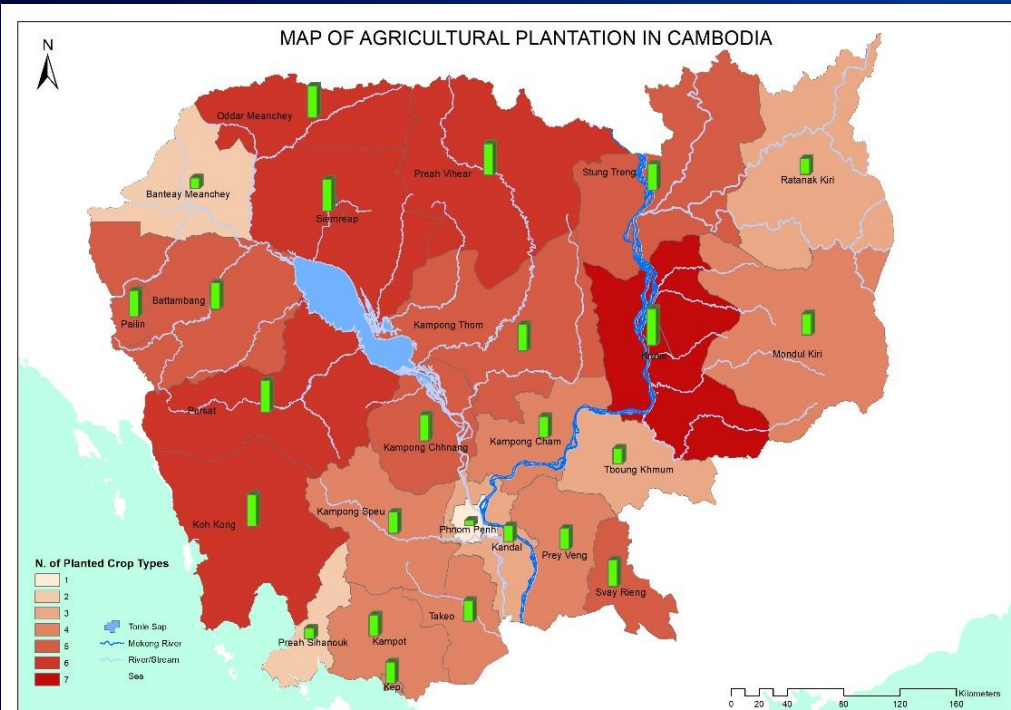 MAP OF AGRICULTURAL PLANTATION IN CAMBODIA
N
Oddar Meanchey
Banteay Meanchey
Siemreap
Preah Vihear
Stung Treng
Ratanak Kiri
Battambang
Pailin
Kampong Thom
Kratie
Mondul Kiri
Pursat
Kampong Chhnang
Kampong Cham
Tboung Khmum
Koh Kong
Kampong Speu
Phnom Penh
Kandal
Prey Veng
Svay Rieng
Takeo
Preah Sihanouk
Kampot
Kep
N. of Planted Crop Types
1
2
3
4
5
6
7
Tonle Sap
Mekong River
River/Stream
Sea
Kilometers
0 20 40 80 120 160